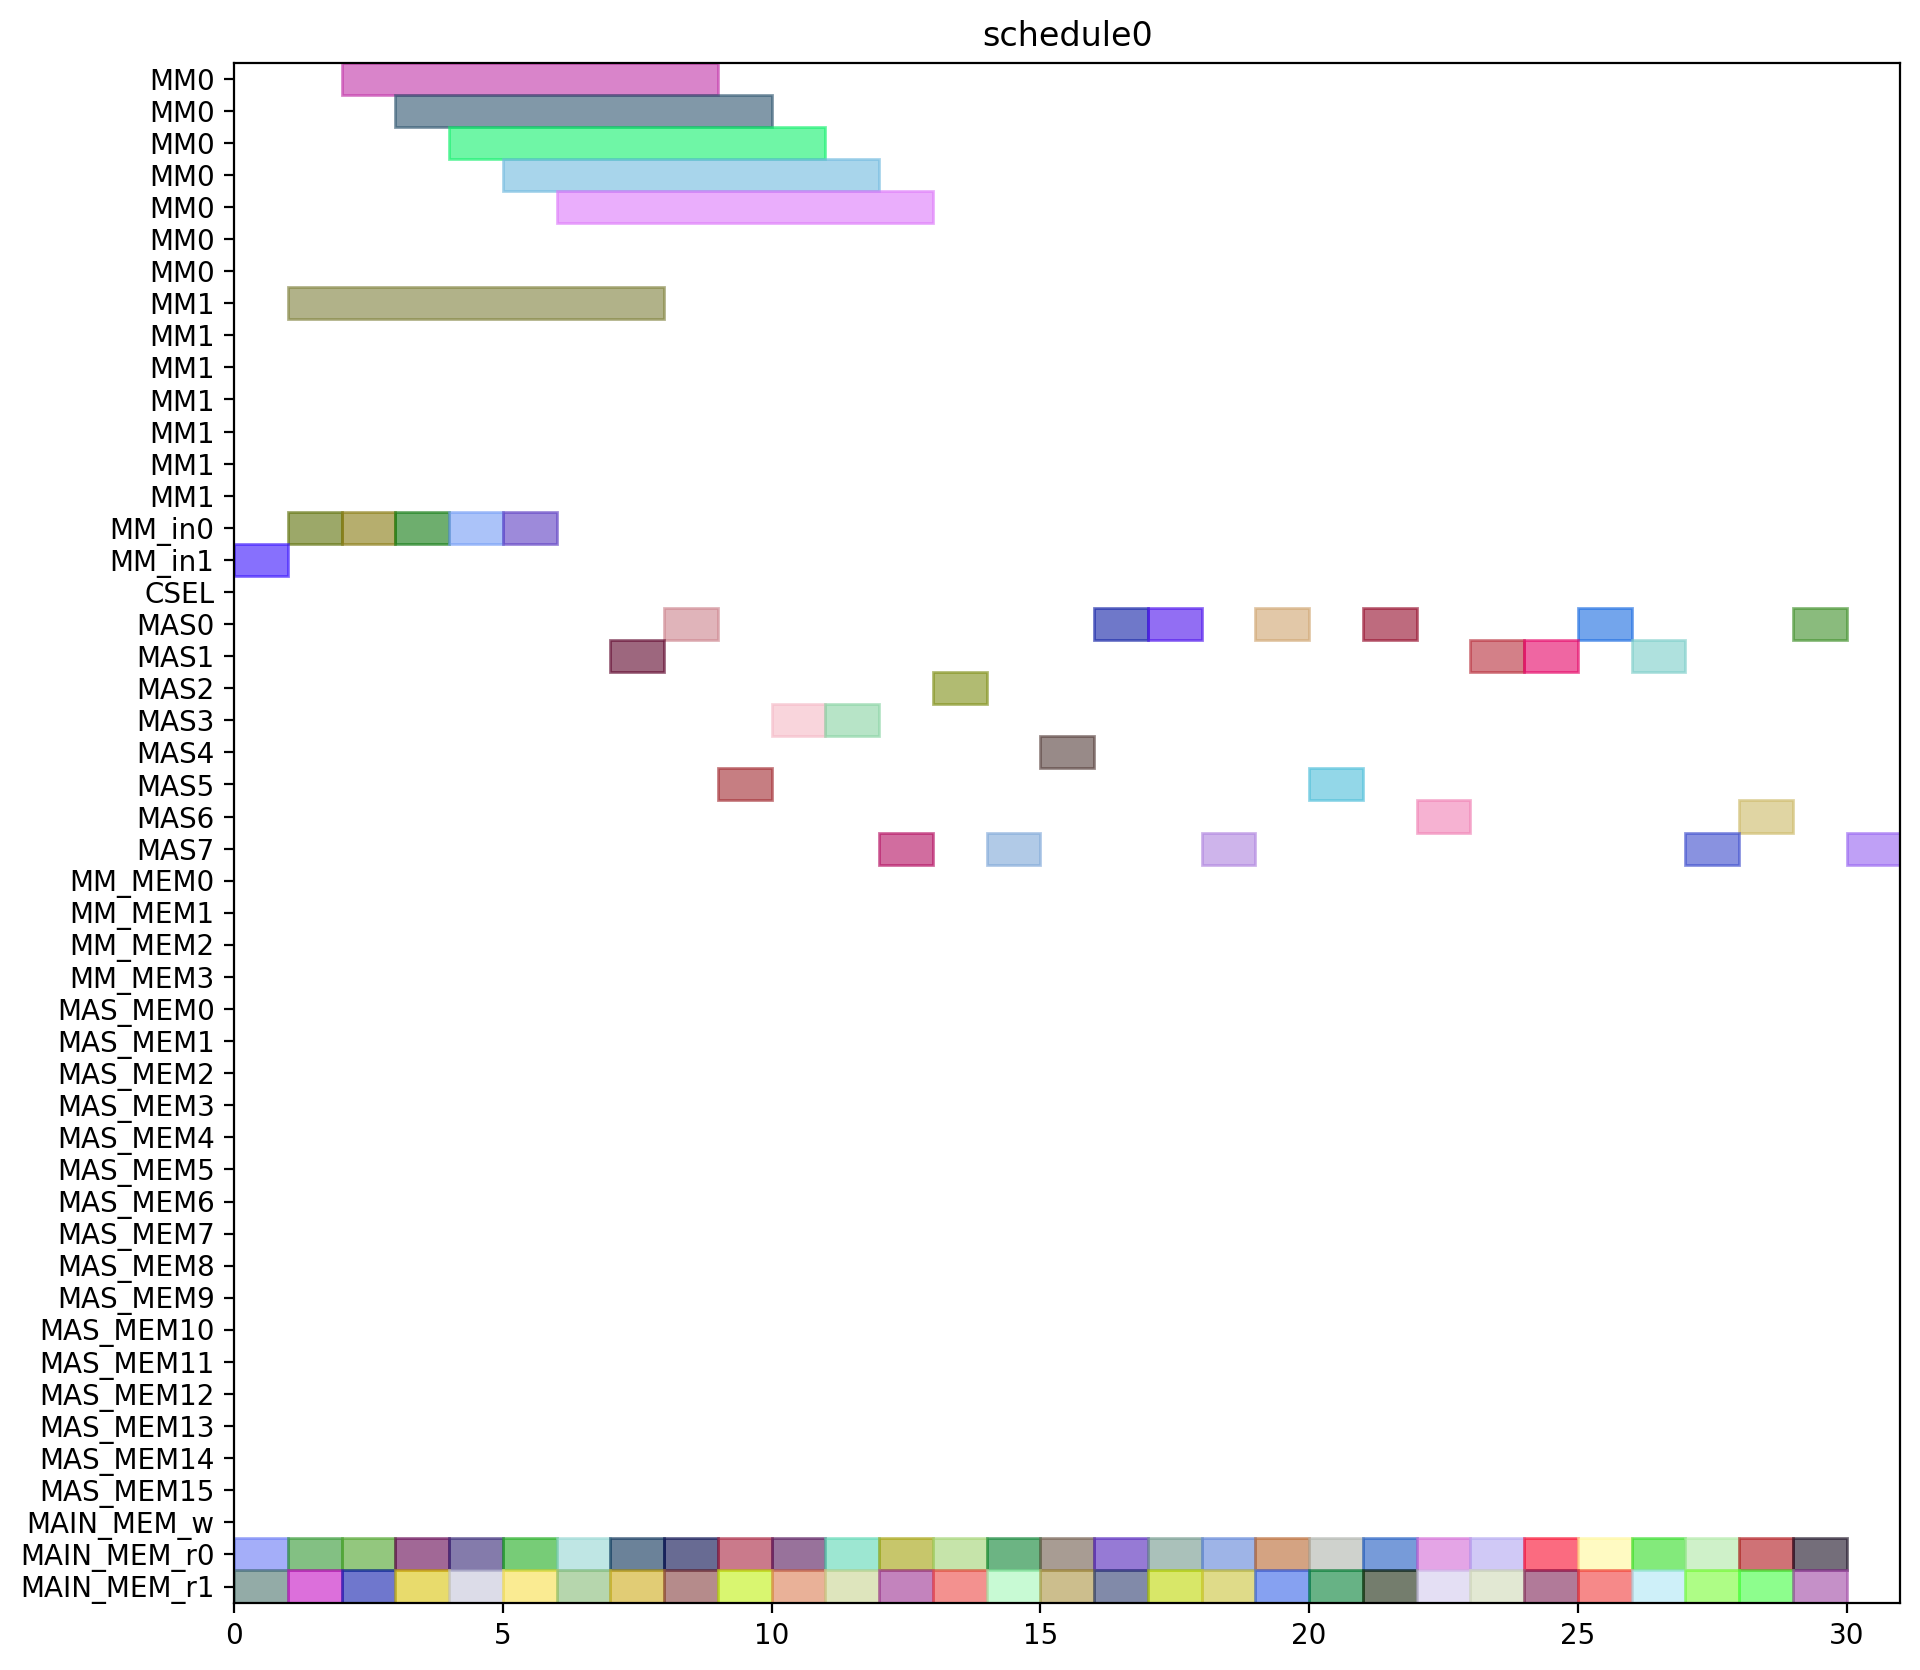 schedule0
MM0
MM0
MM0
MM0
MM0
MM0
MM0
MM1
MM1
MM1
MM1
MM1
MM1
MM1
MM_in0
MM_in1
CSEL
MAS0
MAS1
MAS2
MAS3
MAS4
MAS5
MAS6
MAS7
MM_MEM0
MM_MEM1
MM_MEM2
MM_MEM3
MAS_MEM0
MAS_MEM1
MAS_MEM2
MAS_MEM3
MAS_MEM4
MAS_MEM5
MAS_MEM6
MAS_MEM7
MAS_MEM8
MAS_MEM9
MAS_MEM10
MAS_MEM11
MAS_MEM12
MAS_MEM13
MAS_MEM14
MAS_MEM15
MAIN_MEM_w
MAIN_MEM_r0
MAIN_MEM_r1
0 5 10 15 20 25 30